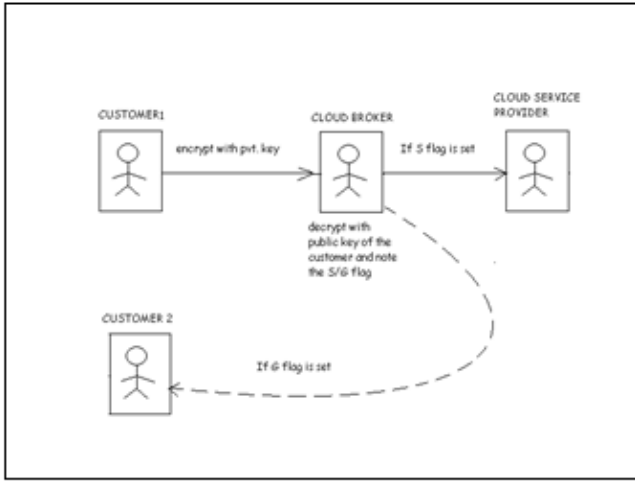 CUSTOMER1
encrypt with pvt. key
CLOUD BROKER
If S flag is set
CLOUD SERVICE
PROVIDER
decrypt with
public key of the
customer and note
the S/G flag
CUSTOMER 2
If G flag is set